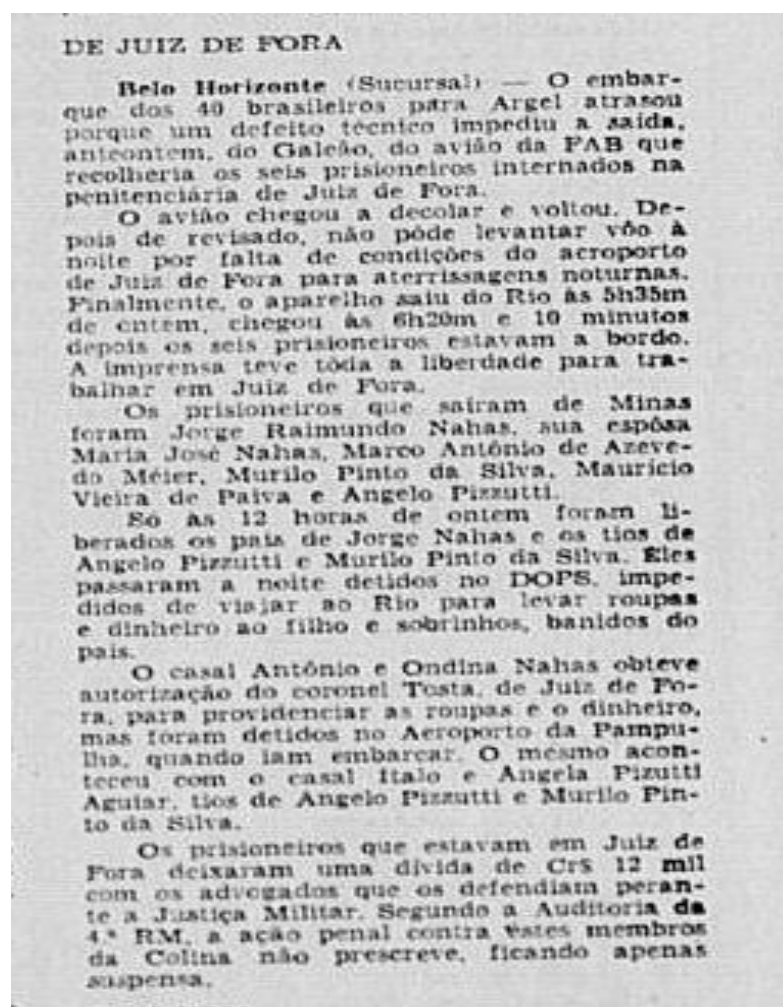 DE JUIZ DE FORA
Belo Horizonte (Sucursal) — O embar-
que dos 40 brasileiros para Argel atrasou
porque um defeito técnico impediu a saída,
anteontem, do Galeão, do avião da FAB que
recolheria os seis prisioneiros internados na
penitenciária de Juiz de Fora.
O avião chegou a decolar e voltou. De-
pois de revisado, não pôde levantar vôo à
noite por falta de condições do aeroporto
de Juiz de Fora para aterrissagens noturnas.
Finalmente, o aparelho saiu do Rio às 5h35m
de ontem, chegou às 6h20m e 10 minutos
depois os seis prisioneiros estavam a bordo.
A imprensa teve tôda a liberdade para tra-
balhar em Juiz de Fora.
Os prisioneiros que saíram de Minas
foram Jorge Raimundo Nahas, sua espôsa
Maria José Nahas, Marco Antônio de Azeve-
do Méier, Murilo Pinto da Silva, Maurício
Vieira de Paiva e Angelo Pizzutti.
Só às 12 horas de ontem foram li-
berados os pais de Jorge Nahas e os tios de
Angelo Pizzutti e Murilo Pinto da Silva. Êles
passaram a noite detidos no DOPS, impe-
didos de viajar ao Rio para levar roupas
e dinheiro ao filho e sobrinhos, banidos do
país.
O casal Antônio e Ondina Nahas obteve
autorização do coronel Tosta, de Juiz de Fo-
ra, para providenciar as roupas e o dinheiro,
mas foram detidos no Aeroporto da Pampu-
lha, quando iam embarcar. O mesmo acon-
teceu com o casal Italo e Angela Pizutti
Aguiar, tios de Angelo Pizzutti e Murilo Pin-
to da Silva.
Os prisioneiros que estavam em Juiz de
Fora deixaram uma dívida de Cr$ 12 mil
com os advogados que os defendiam peran-
te a Justiça Militar. Segundo a Auditoria da
4.ª RM, a ação penal contra êstes membros
da Colina não prescreve, ficando apenas
suspensa.